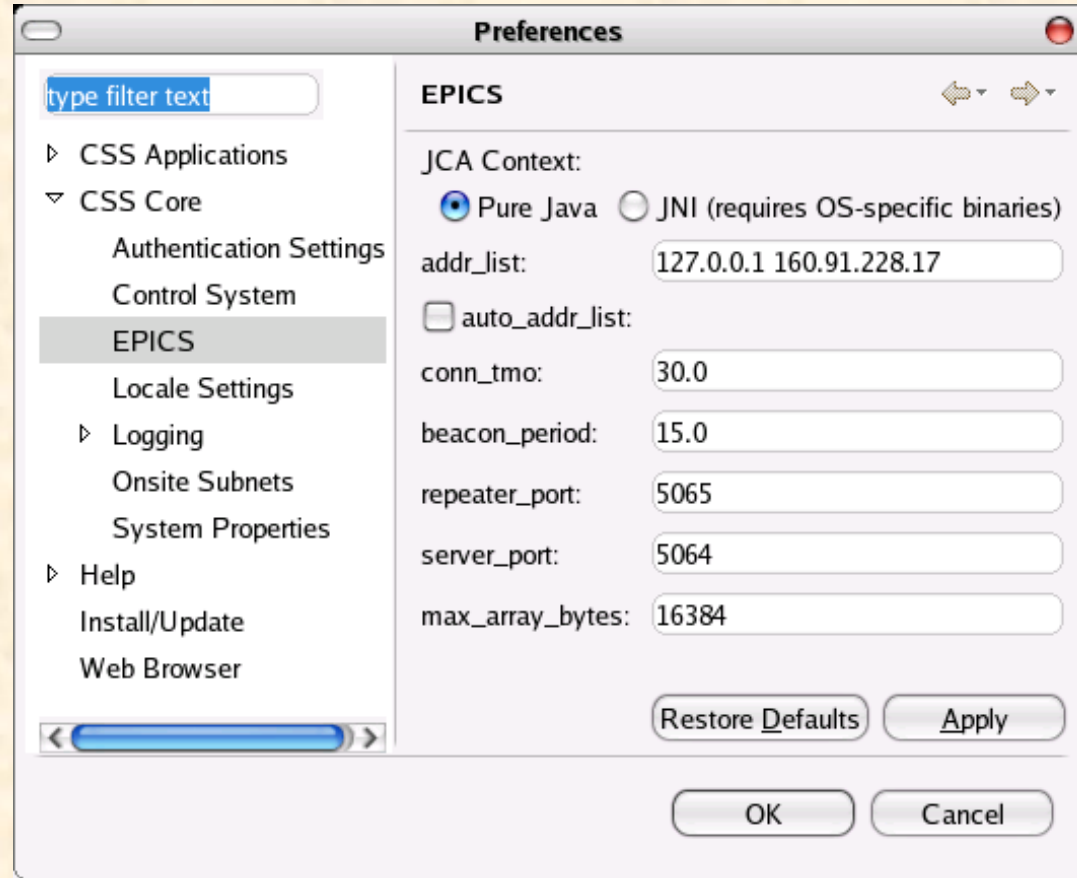 Preferences
type filter text
CSS Applications
CSS Core
Authentication Settings
Control System
EPICS
Locale Settings
Logging
Onsite Subnets
System Properties
Help
Install/Update
Web Browser
EPICS
JCA Context:
Pure Java JNI (requires OS-specific binaries)
addr_list: 127.0.0.1 160.91.228.17
auto_addr_list:
conn_tmo: 30.0
beacon_period: 15.0
repeater_port: 5065
server_port: 5064
max_array_bytes: 16384
Restore Defaults Apply
OK Cancel